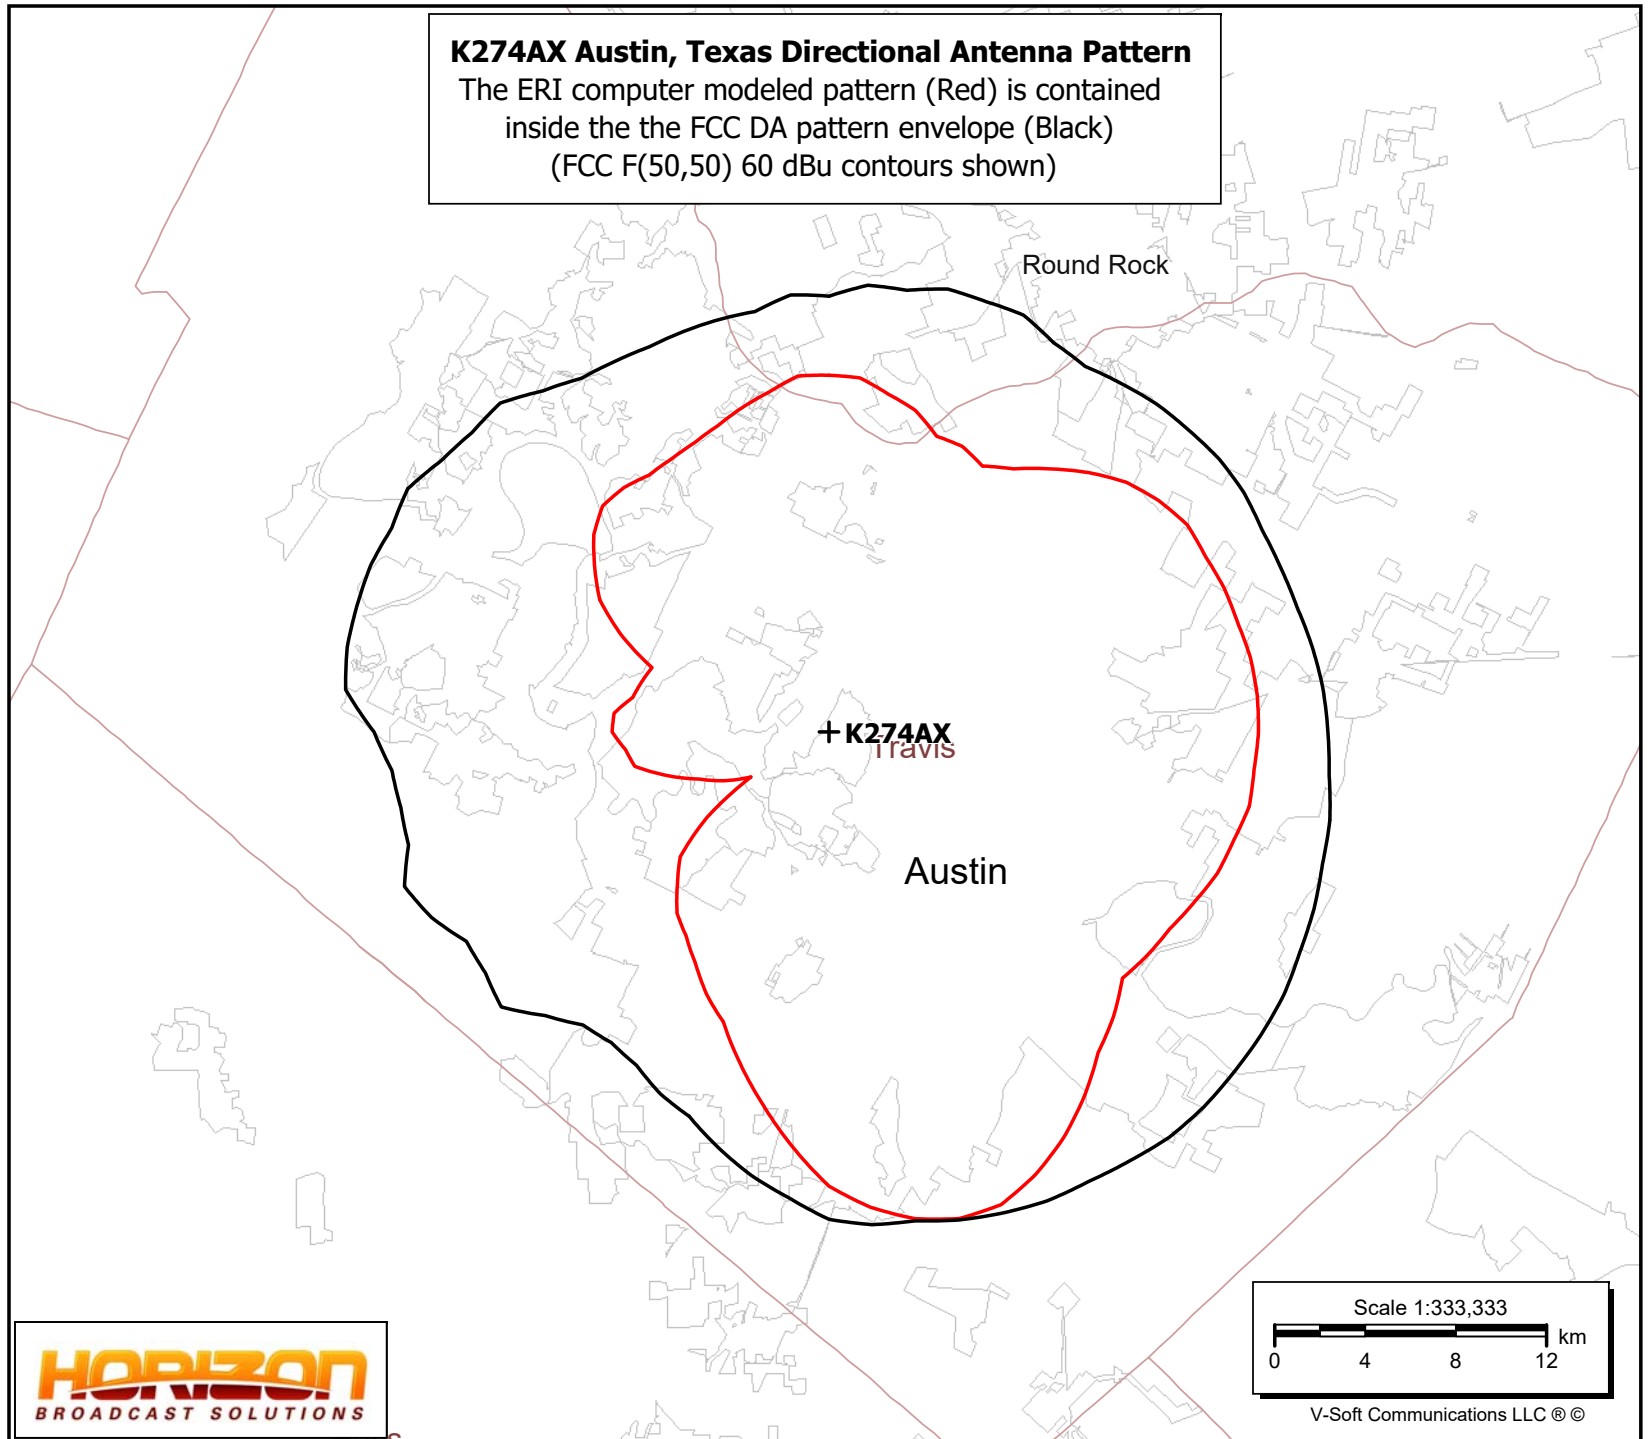 K274AX Austin, Texas Directional Antenna Pattern
The ERI computer modeled pattern (Red) is contained
inside the the FCC DA pattern envelope (Black)
(FCC F(50,50) 60 dBu contours shown)
Round Rock
K274AX
Travis
Austin
Scale 1:333,333
km
0 4 8 12
V-Soft Communications LLC ® ©
HORIZON
BROADCAST SOLUTIONS